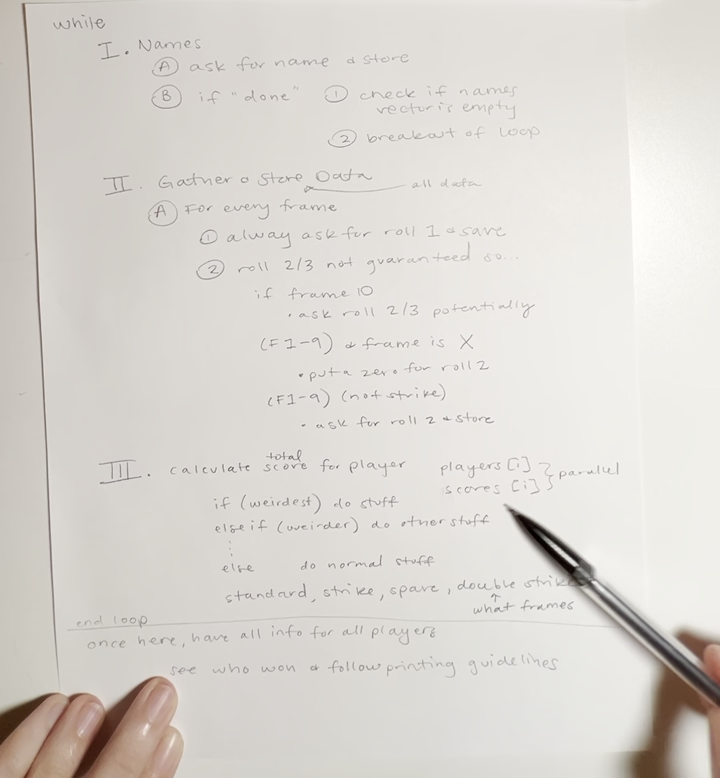 while
I. Names
(A) ask for name & store
(B) if "done" (1) check if names
vector is empty
(2) breakout of loop
II. Gather & Store Data
all data
(A) For every frame
(1) alway ask for roll 1 & save
(2) roll 2/3 not guaranteed so...
if frame 10
• ask roll 2/3 potentially
(F1-9) & frame is X
• put a zero for roll 2
(F1-9) (not strike)
• ask for roll 2 & store
III. calculate total score for player players [i] } parallel
scores [i]
if (weirdest) do stuff
else if (weirder) do other stuff
⋮
else do normal stuff
standard, strike, spare, double strike
↑
what frames
end loop
once here, have all info for all players
see who won & follow printing guidelines